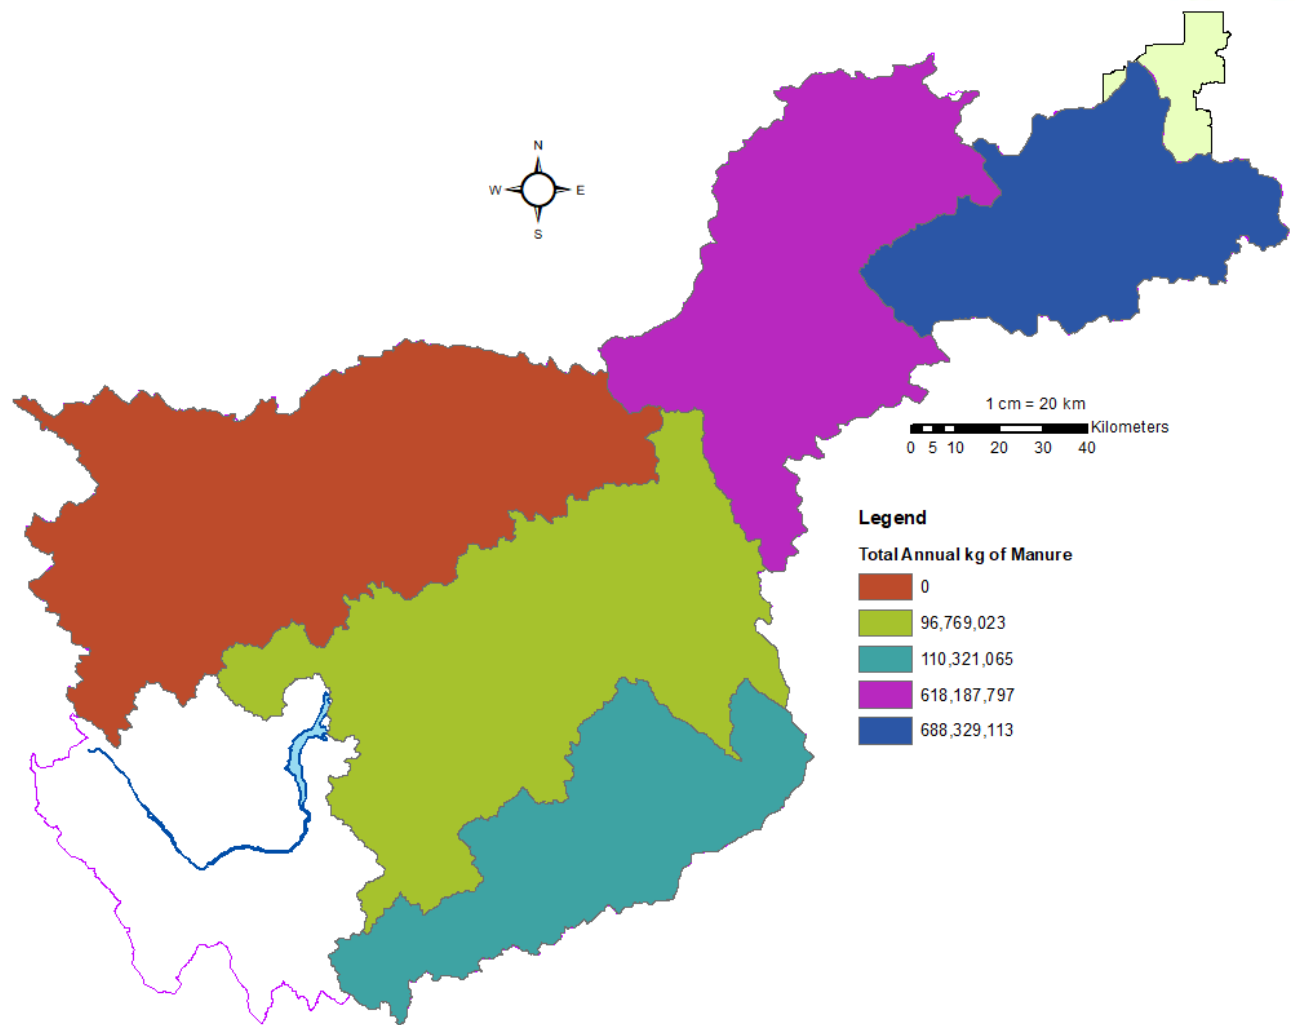 N
W E
S
1 cm = 20 km
Kilometers
0 5 10 20 30 40
Legend
Total Annual kg of Manure
0
96,769,023
110,321,065
618,187,797
688,329,113